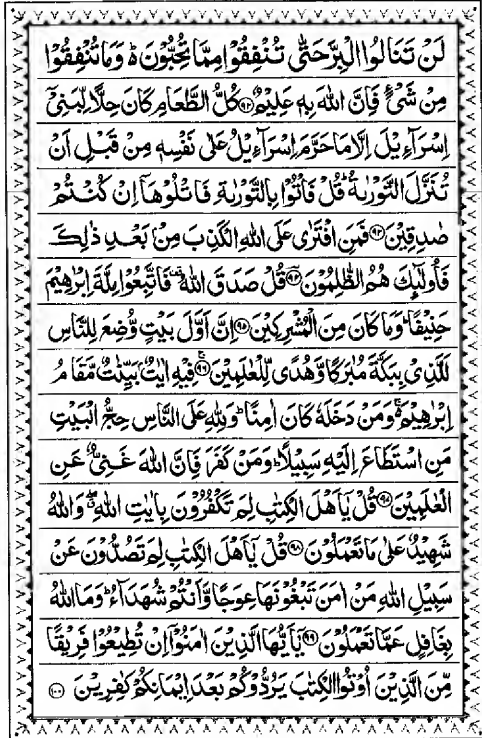 لَنۡ تَنَالُوا الۡبِرَّ حَتّٰى تُنۡفِقُوۡا مِمَّا تُحِبُّوۡنَ ؕ وَمَا تُنۡفِقُوۡا
مِنۡ شَىۡءٍ فَاِنَّ اللّٰهَ بِهٖ عَلِيۡمٌ ﴿۹۲﴾ كُلُّ الطَّعَامِ كَانَ حِلًّا لِّبَنِىۡۤ
اِسۡرَآءِيۡلَ اِلَّا مَا حَرَّمَ اِسۡرَآءِيۡلُ عَلٰى نَفۡسِهٖ مِنۡ قَبۡلِ اَنۡ
تُنَزَّلَ التَّوۡرٰٮةُ ؕ قُلۡ فَاۡتُوۡا بِالتَّوۡرٰٮةِ فَاتۡلُوۡهَاۤ اِنۡ كُنۡتُمۡ
صٰدِقِيۡنَ ﴿۹۳﴾ فَمَنِ افۡتَرٰى عَلَى اللّٰهِ الۡكَذِبَ مِنۡۢ بَعۡدِ ذٰ لِكَ
فَاُولٰٓٮِٕكَ هُمُ الظّٰلِمُوۡنَ ﴿۹۴﴾ قُلۡ صَدَقَ اللّٰهُ فَاتَّبِعُوۡا مِلَّةَ اِبۡرٰهِيۡمَ
حَنِيۡفًا ؕ وَمَا كَانَ مِنَ الۡمُشۡرِكِيۡنَ ﴿۹۵﴾ اِنَّ اَوَّلَ بَيۡتٍ وُّضِعَ لِلنَّاسِ
لَلَّذِىۡ بِبَكَّةَ مُبٰرَكًا وَّهُدًى لِّلۡعٰلَمِيۡنَ ﴿۹۶﴾ فِيۡهِ اٰيٰتٌۢ بَيِّنٰتٌ مَّقَامُ
اِبۡرٰهِيۡمَ ۚ وَمَنۡ دَخَلَهٗ كَانَ اٰمِنًا ؕ وَلِلّٰهِ عَلَى النَّاسِ حِجُّ الۡبَيۡتِ
مَنِ اسۡتَطَاعَ اِلَيۡهِ سَبِيۡلًا ؕ وَمَنۡ كَفَرَ فَاِنَّ اللّٰهَ غَنِىٌّ عَنِ
الۡعٰلَمِيۡنَ ﴿۹۷﴾ قُلۡ يٰۤاَهۡلَ الۡكِتٰبِ لِمَ تَكۡفُرُوۡنَ بِاٰيٰتِ اللّٰهِ ۖ وَاللّٰهُ
شَهِيۡدٌ عَلٰى مَا تَعۡمَلُوۡنَ ﴿۹۸﴾ قُلۡ يٰۤاَهۡلَ الۡكِتٰبِ لِمَ تَصُدُّوۡنَ عَنۡ
سَبِيۡلِ اللّٰهِ مَنۡ اٰمَنَ تَبۡغُوۡنَهَا عِوَجًا وَّاَنۡتُمۡ شُهَدَآءُ ؕ وَمَا اللّٰهُ
بِغَافِلٍ عَمَّا تَعۡمَلُوۡنَ ﴿۹۹﴾ يٰۤاَيُّهَا الَّذِيۡنَ اٰمَنُوۡۤا اِنۡ تُطِيۡعُوۡا فَرِيۡقًا
مِّنَ الَّذِيۡنَ اُوۡتُوا الۡكِتٰبَ يَرُدُّوۡكُمۡ بَعۡدَ اِيۡمَانِكُمۡ كٰفِرِيۡنَ ﴿۱۰۰﴾